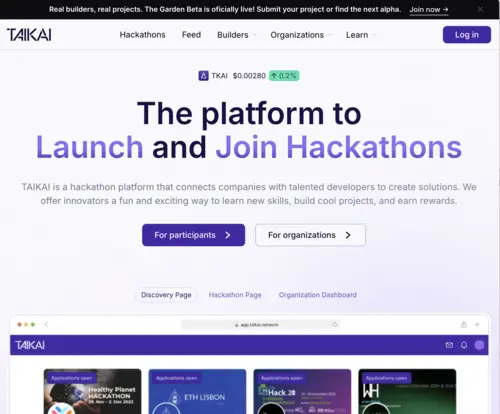 Real builders, real projects. The Garden Beta is oficially live! Submit your project or find the next alpha. Join now →
TAIKAI
Hackathons Feed Builders Organizations Learn
Log in
TKAI $0.00280 ↑ 0.2%
The platform to
Launch and Join Hackathons
TAIKAI is a hackathon platform that connects companies with talented developers to create solutions. We
offer innovators a fun and exciting way to learn new skills, build cool projects, and earn rewards.
For participants
For organizations
Discovery Page Hackathon Page Organization Dashboard
app.taikai.network
TAIKAI
Applications open Applications open Applications open Applications open
Healthy Planet
HACKATHON
ETH LISBON
Hack